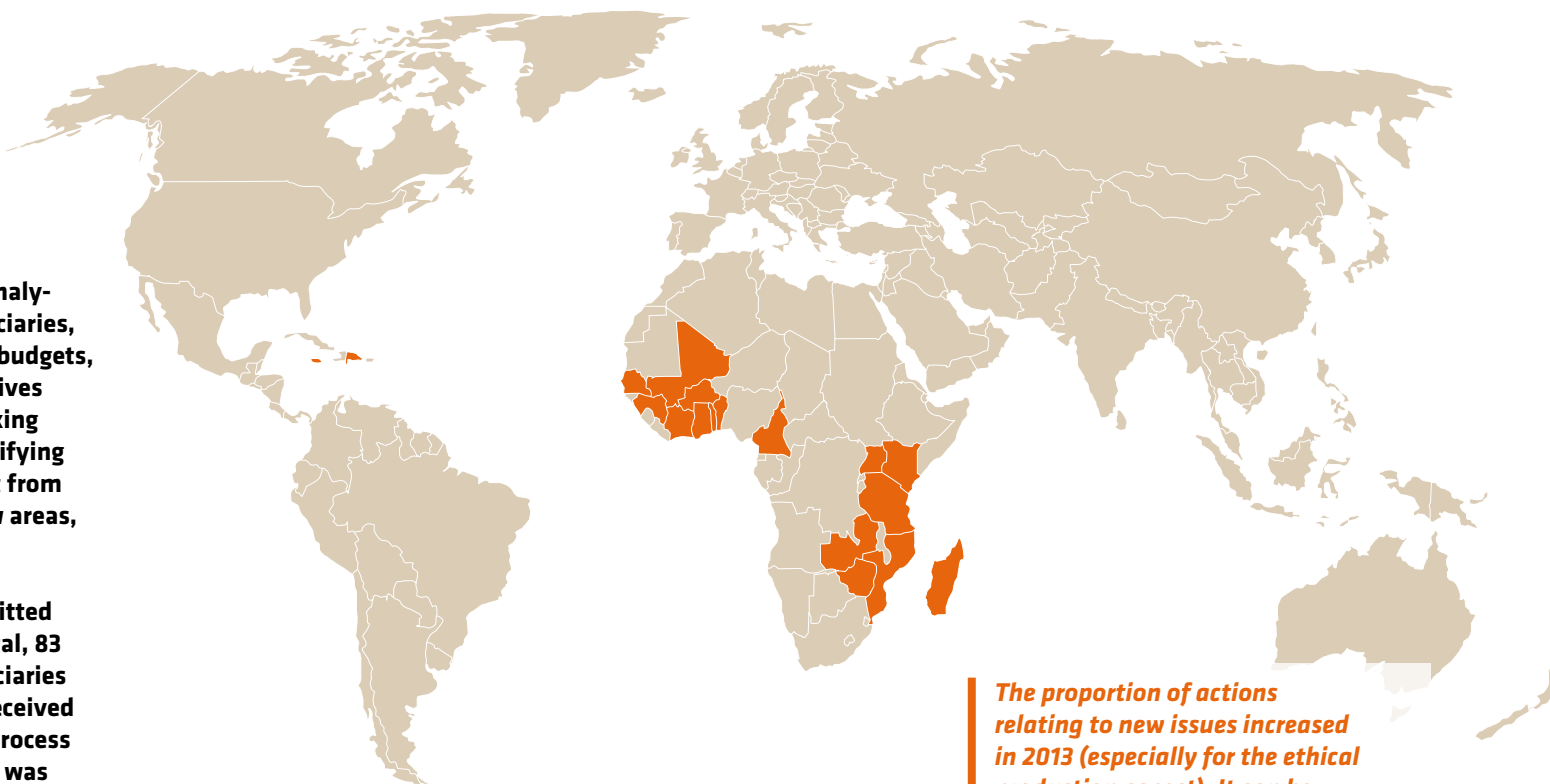 naly-
ciaries,
budgets,
ives
king
ifying
t from
w areas,
itted
al, 83
ciaries
eceived
rocess
was
The proportion of actions
relating to new issues increased
in 2013 (especially for the ethical